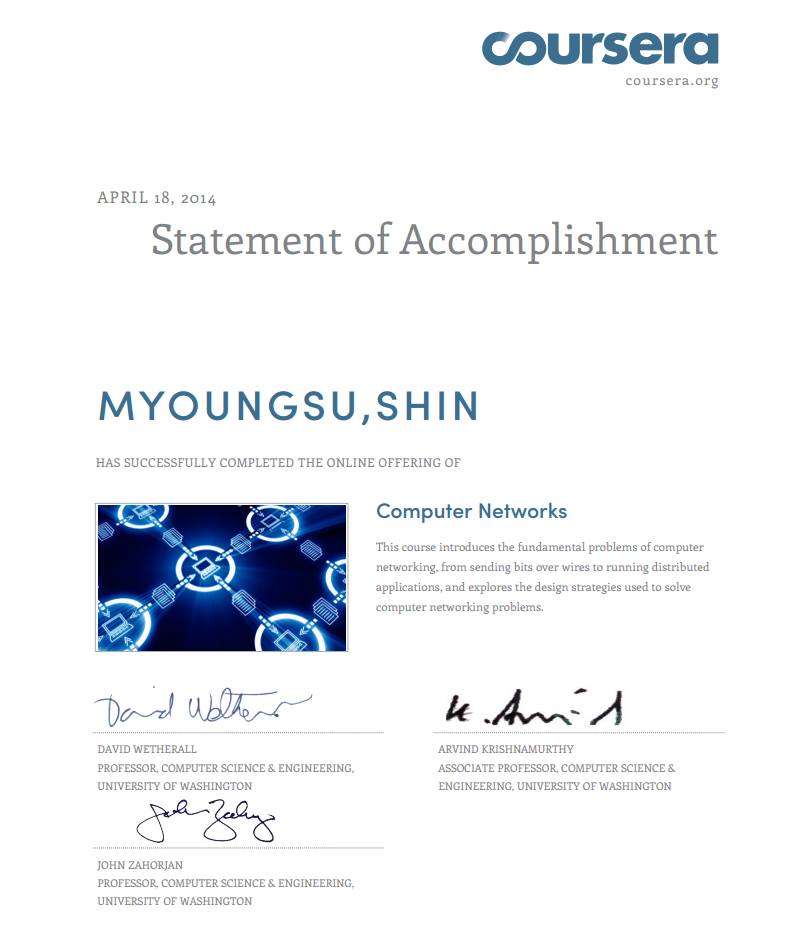 coursera
coursera.org
APRIL 18, 2014
Statement of Accomplishment
MYOUNGSU,SHIN
HAS SUCCESSFULLY COMPLETED THE ONLINE OFFERING OF
Computer Networks
This course introduces the fundamental problems of computer
networking, from sending bits over wires to running distributed
applications, and explores the design strategies used to solve
computer networking problems.
David Wetherall
K. Arvind
DAVID WETHERALL
PROFESSOR, COMPUTER SCIENCE & ENGINEERING,
UNIVERSITY OF WASHINGTON
ARVIND KRISHNAMURTHY
ASSOCIATE PROFESSOR, COMPUTER SCIENCE &
ENGINEERING, UNIVERSITY OF WASHINGTON
John Zahorjan
JOHN ZAHORJAN
PROFESSOR, COMPUTER SCIENCE & ENGINEERING,
UNIVERSITY OF WASHINGTON